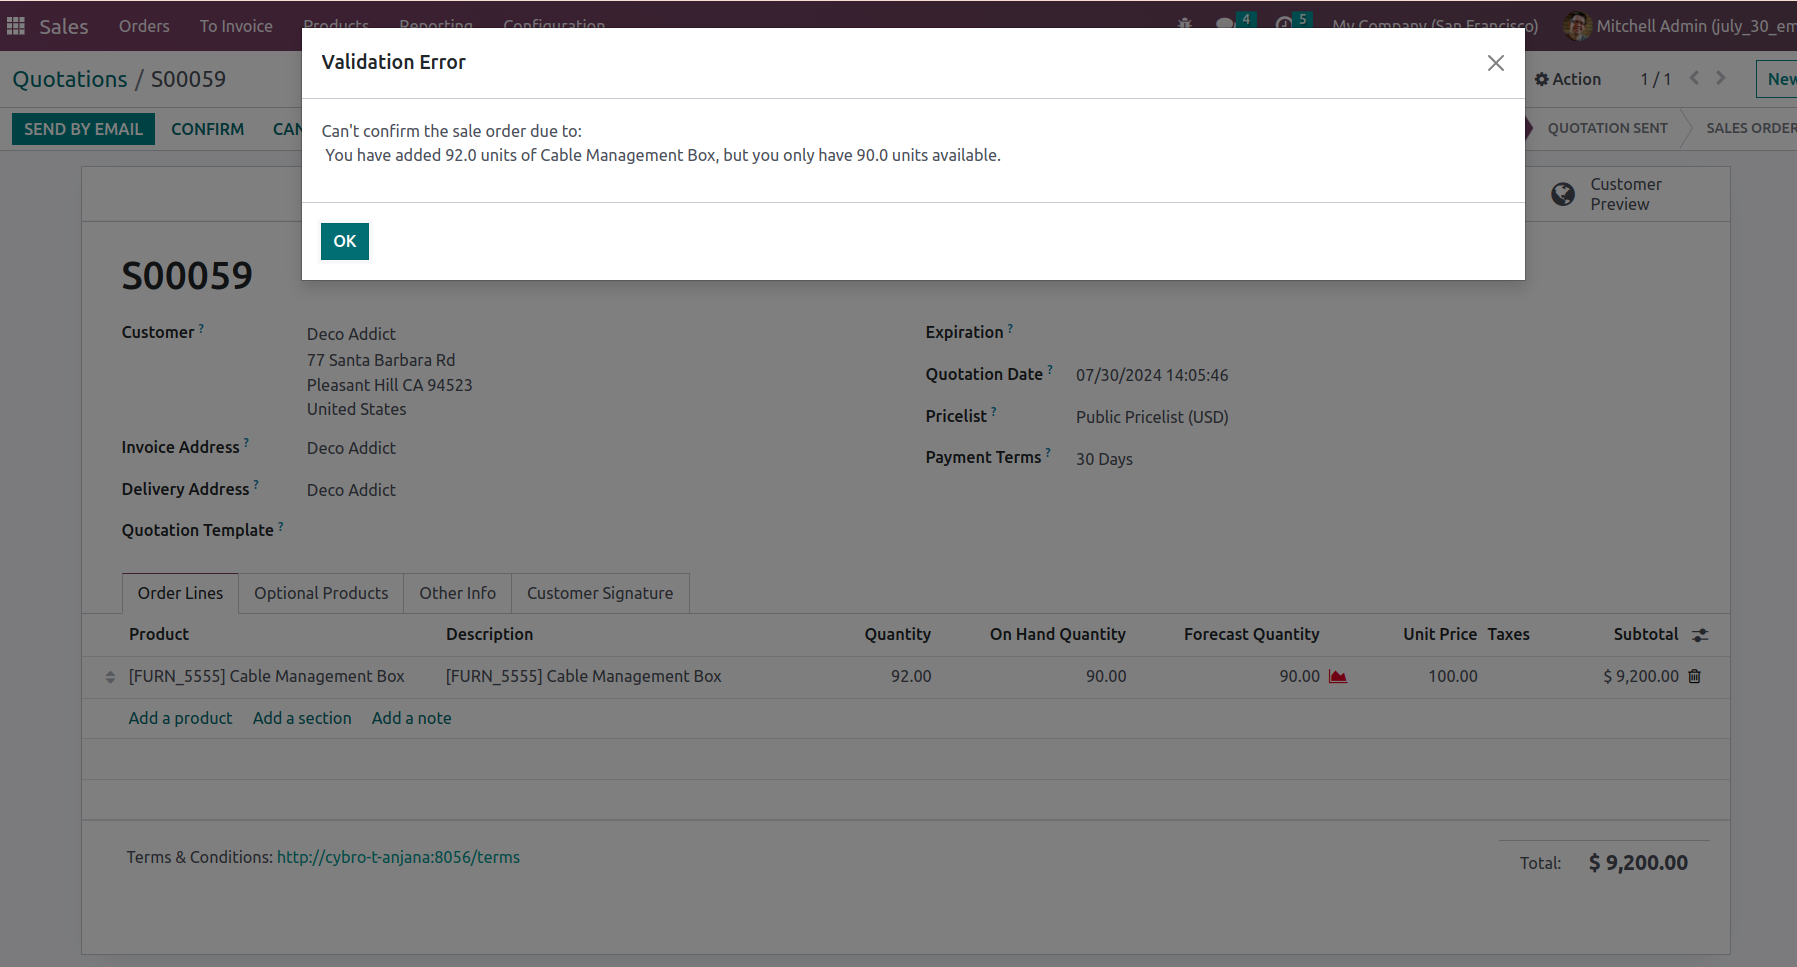 Sales Orders To Invoice Products Reporting Configuration 4 5 My Company (San Francisco) Mitchell Admin (july_30_em
Validation Error
Quotations / S00059
Action 1 / 1 New
Can't confirm the sale order due to:
You have added 92.0 units of Cable Management Box, but you only have 90.0 units available.
SEND BY EMAIL CONFIRM CAN
QUOTATION SENT SALES ORDER
Customer
Preview
OK
S00059
Customer ? Deco Addict
77 Santa Barbara Rd
Pleasant Hill CA 94523
United States
Invoice Address ? Deco Addict
Delivery Address ? Deco Addict
Quotation Template ?
Expiration ?
Quotation Date ? 07/30/2024 14:05:46
Pricelist ? Public Pricelist (USD)
Payment Terms ? 30 Days
Order Lines Optional Products Other Info Customer Signature
Product Description Quantity On Hand Quantity Forecast Quantity Unit Price Taxes Subtotal
[FURN_5555] Cable Management Box [FURN_5555] Cable Management Box 92.00 90.00 90.00 100.00 $ 9,200.00
Add a product Add a section Add a note
Terms & Conditions: http://cybro-t-anjana:8056/terms
Total: $ 9,200.00